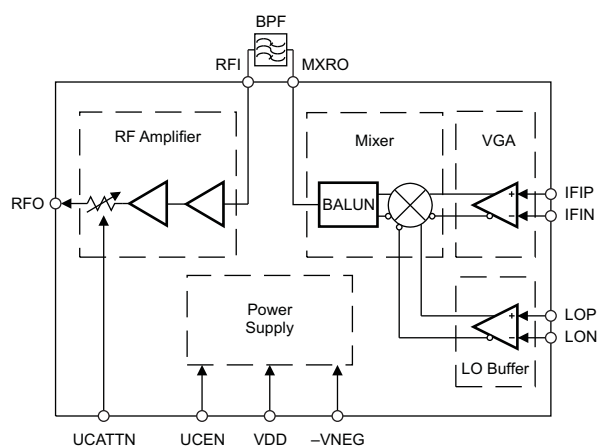 BPF
RFI
MXRO
RF Amplifier
Mixer
VGA
RFO
BALUN
+
−
IFIP
IFIN
Power
Supply
+
−
LOP
LON
LO Buffer
UCATTN
UCEN
VDD
–VNEG